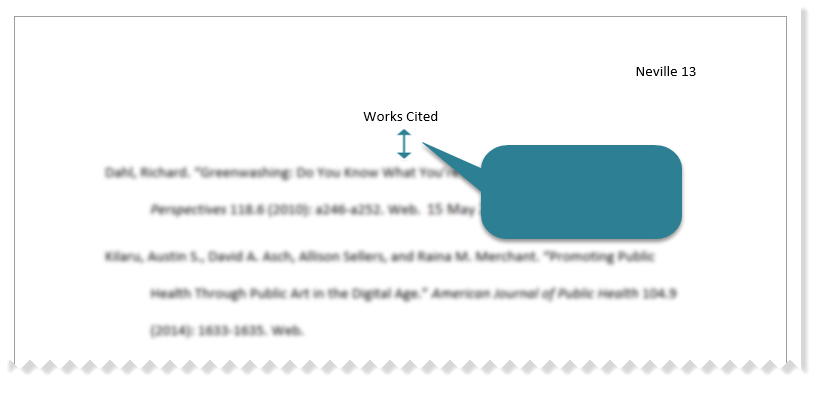 Neville 13
Works Cited
Dahl, Richard. "Greenwashing: Do You Know What You're
Perspectives 118.6 (2010): a246-a252. Web. 15 May
Kilaru, Austin S., David A. Asch, Allison Sellers, and Raina M. Merchant. "Promoting Public
Health Through Public Art in the Digital Age." American Journal of Public Health 104.9
(2014): 1633-1635. Web.